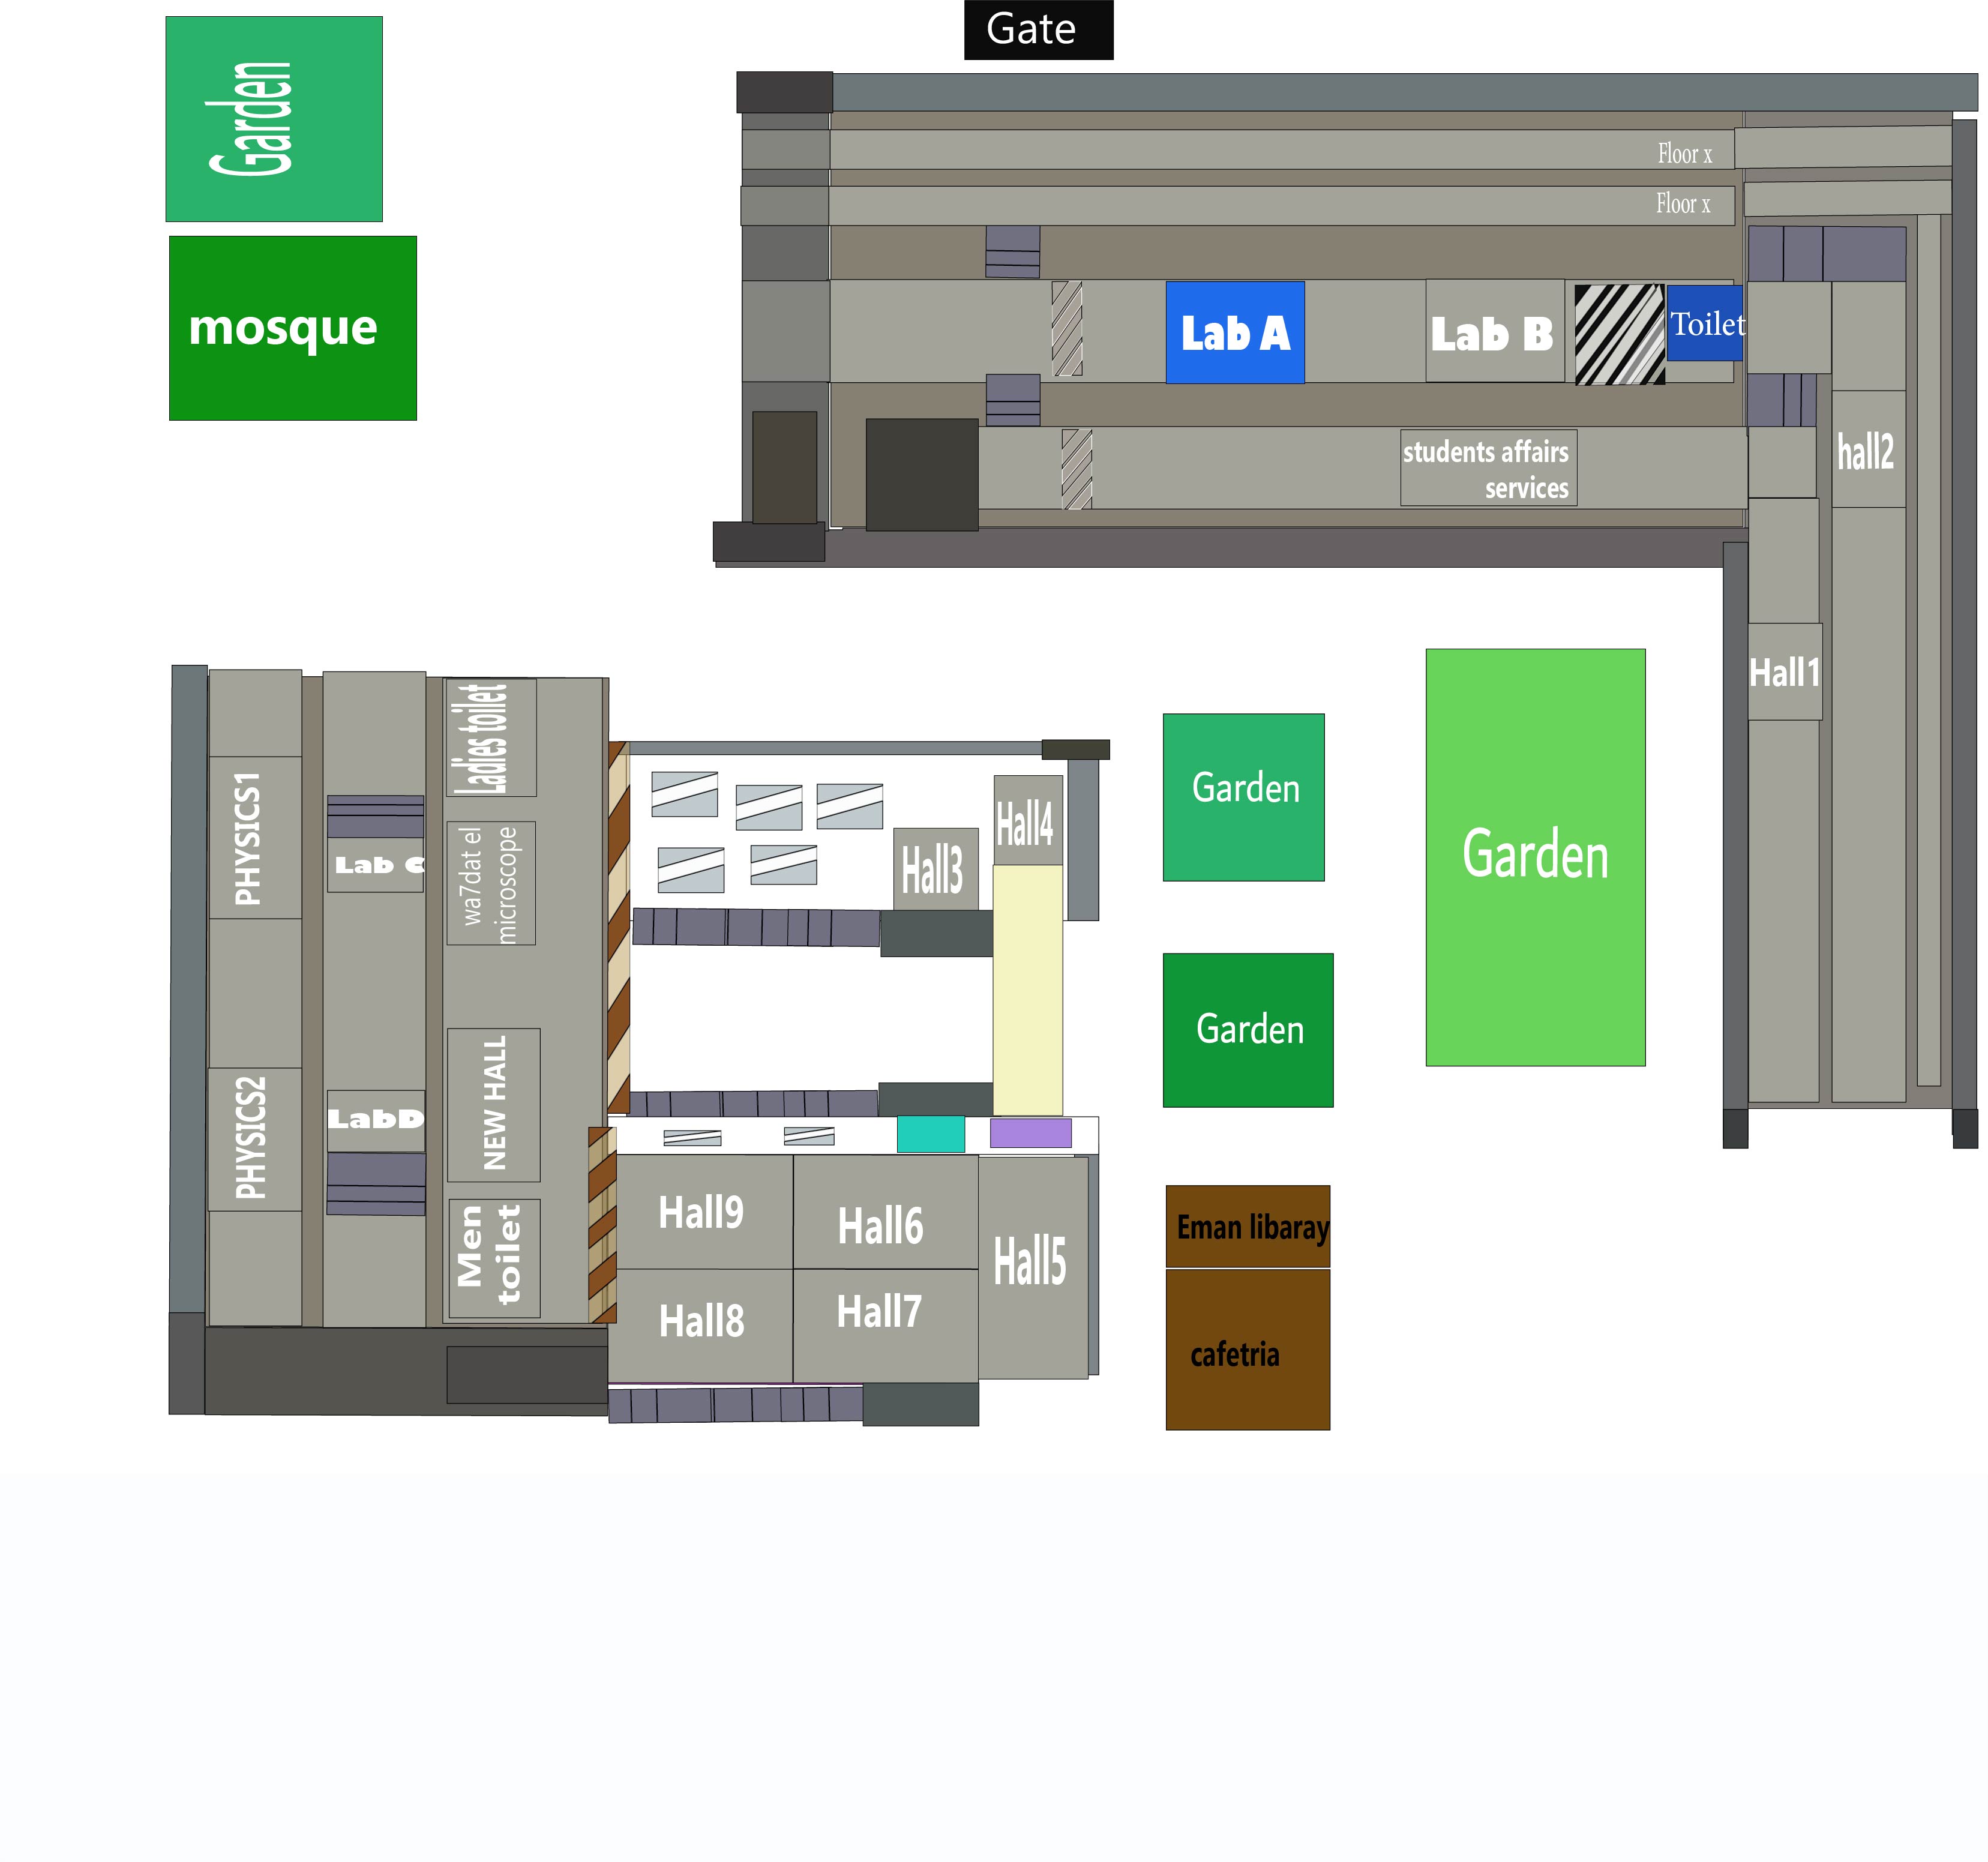 Gate
Garden
mosque
Floor x
Floor x
Lab A
Lab B
Toilet
students affairs
services
hall2
Hall1
PHYSICS1
PHYSICS2
Lab C
LabD
Ladies toilet
wa7dat el
microscope
NEW HALL
Men
toilet
Hall3
Hall4
Hall9
Hall6
Hall5
Hall8
Hall7
Garden
Garden
Garden
Eman libaray
cafetria